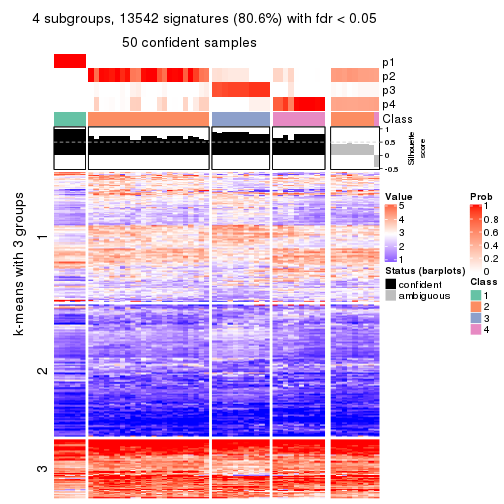 4 subgroups, 13542 signatures (80.6%) with fdr < 0.05
50 confident samples
p1
p2
p3
p4
Class
1
0.5
0
-0.5
Silhouette
score
k-means with 3 groups
1
2
3
Value
5
4
3
2
1
Status (barplots)
confident
ambiguous
Prob
1
0.8
0.6
0.4
0.2
0
Class
1
2
3
4